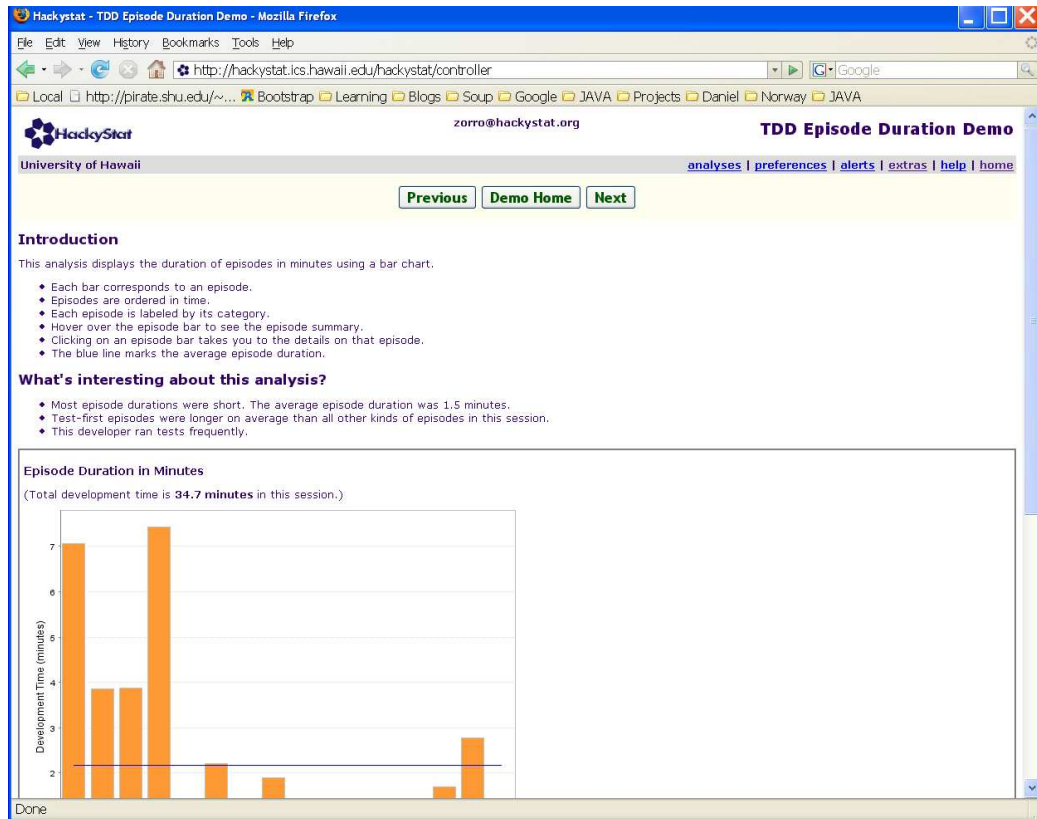 Hackystat - TDD Episode Duration Demo - Mozilla Firefox
File Edit View History Bookmarks Tools Help
http://hackystat.ics.hawaii.edu/hackystat/controller
G Google
Local http://pirate.shu.edu/~... Bootstrap Learning Blogs Soup Google JAVA Projects Daniel Norway JAVA
HackyStat
zorro@hackystat.org
TDD Episode Duration Demo
University of Hawaii
analyses | preferences | alerts | extras | help | home
Previous Demo Home Next
Introduction
This analysis displays the duration of episodes in minutes using a bar chart.
Each bar corresponds to an episode.
Episodes are ordered in time.
Each episode is labeled by its category.
Hover over the episode bar to see the episode summary.
Clicking on an episode bar takes you to the details on that episode.
The blue line marks the average episode duration.
What's interesting about this analysis?
Most episode durations were short. The average episode duration was 1.5 minutes.
Test-first episodes were longer on average than all other kinds of episodes in this session.
This developer ran tests frequently.
Episode Duration in Minutes
(Total development time is 34.7 minutes in this session.)
7
6
5
4
3
2
Development Time (minutes)
Done